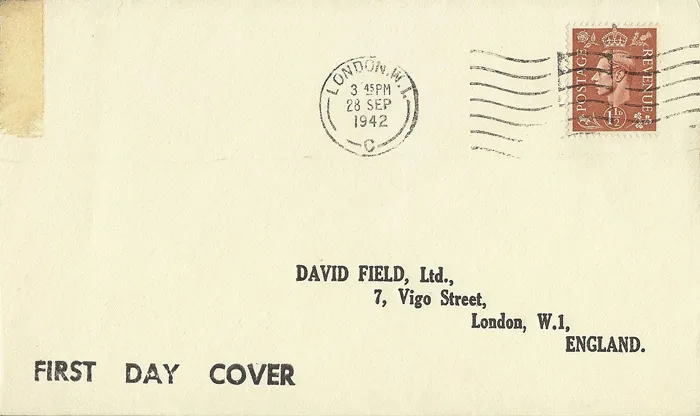 LONDON.W.1.
3 45PM
28 SEP
1942
C
POSTAGE
REVENUE
1½
DAVID FIELD, Ltd.,
7, Vigo Street,
London, W.1,
ENGLAND.
FIRST DAY COVER